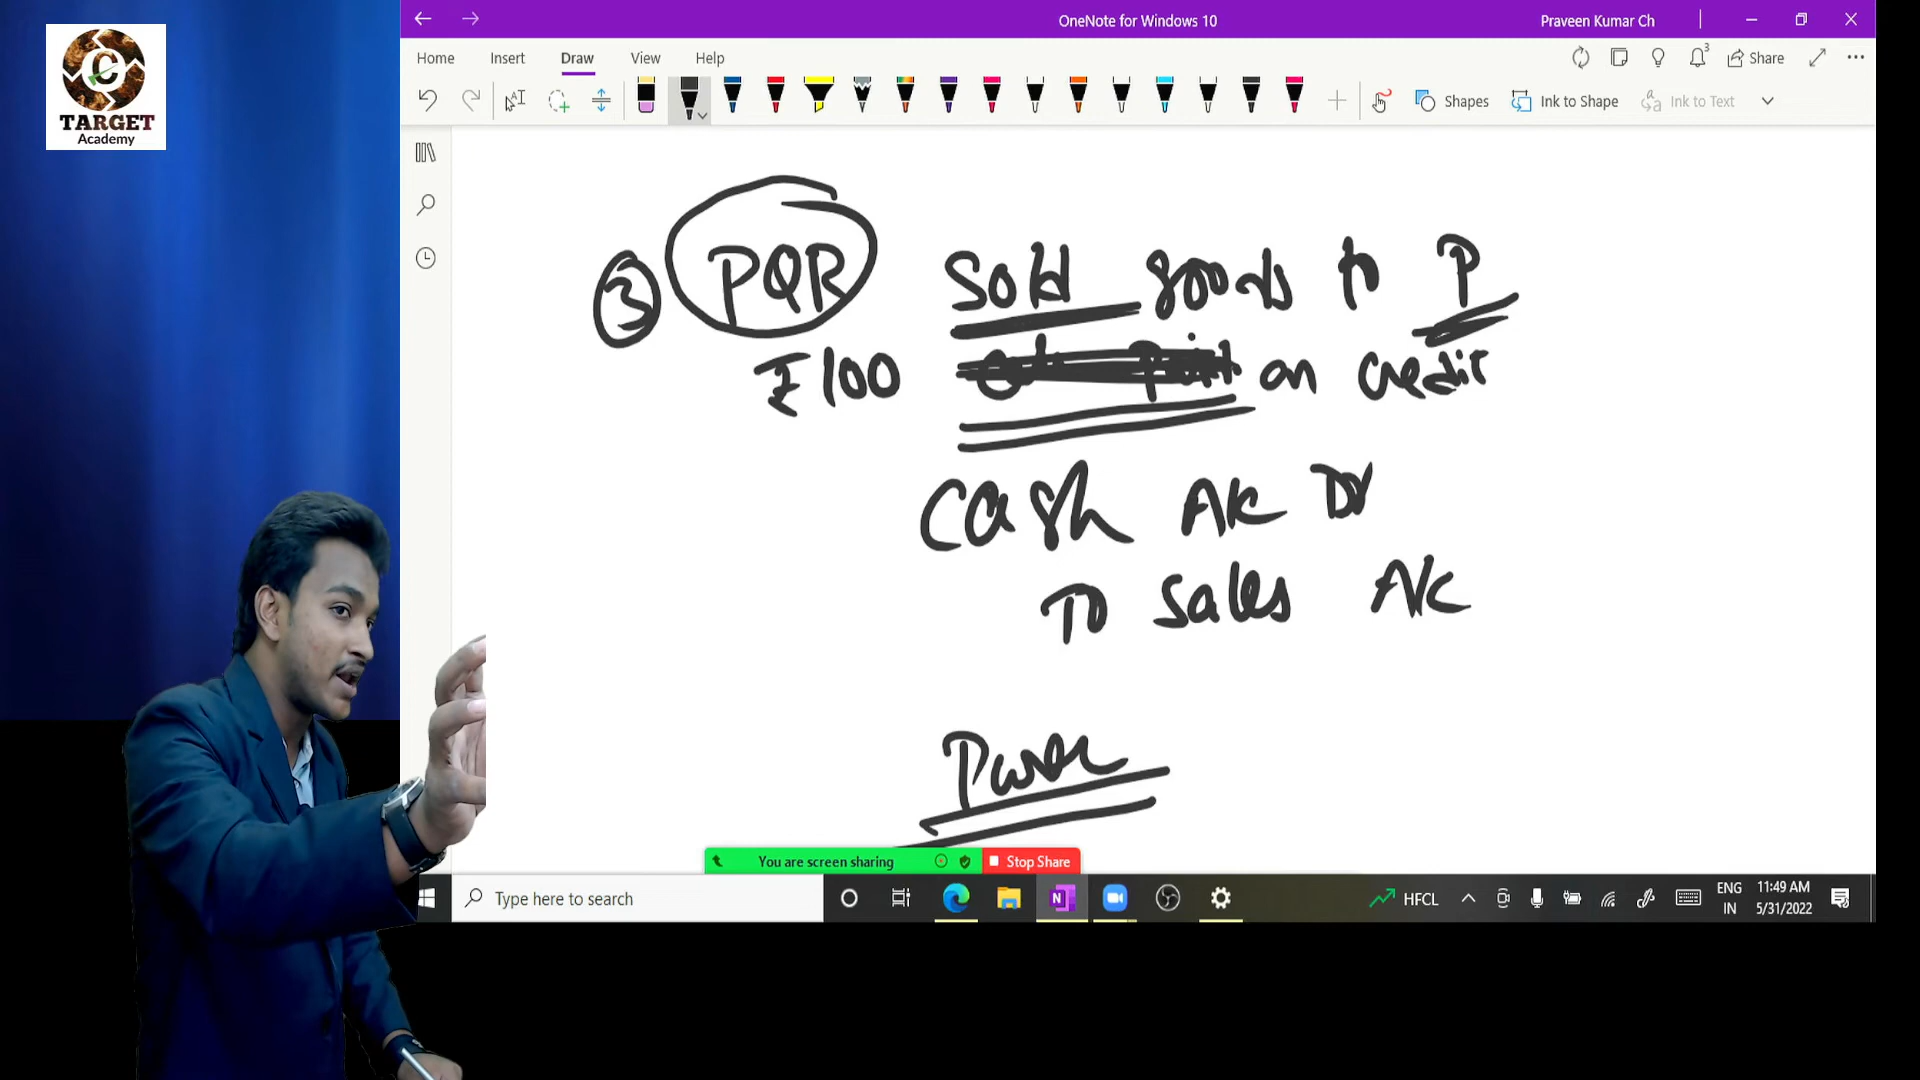 TARGET
Academy
OneNote for Windows 10
Praveen Kumar Ch
Home Insert Draw View Help
3
Share
Shapes
Ink to Shape
Ink to Text
③ PQR Sold goods to P
₹100 on credit
Cash A/c Dr
To Sales A/c
You are screen sharing
Stop Share
Type here to search
HFCL
ENG
IN
11:49 AM
5/31/2022